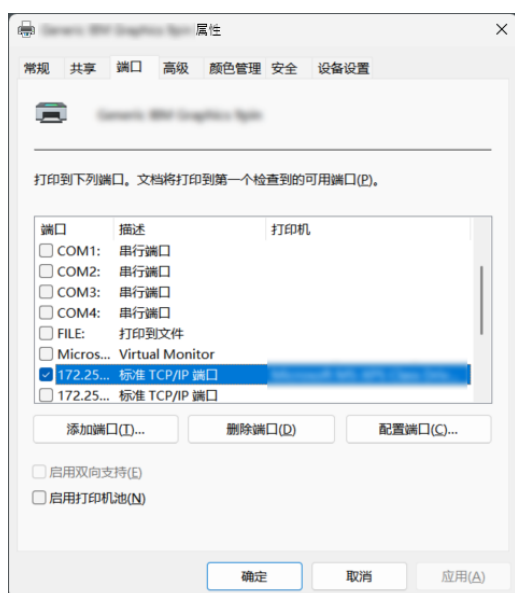 属性
常规 共享 端口 高级 颜色管理 安全 设备设置
打印到下列端口。文档将打印到第一个检查到的可用端口(P)。
端口 描述 打印机
COM1: 串行端口
COM2: 串行端口
COM3: 串行端口
COM4: 串行端口
FILE: 打印到文件
Micros... Virtual Monitor
172.25... 标准 TCP/IP 端口
172.25... 标准 TCP/IP 端口
添加端口(T)... 删除端口(D) 配置端口(C)...
启用双向支持(E)
启用打印机池(N)
确定 取消 应用(A)